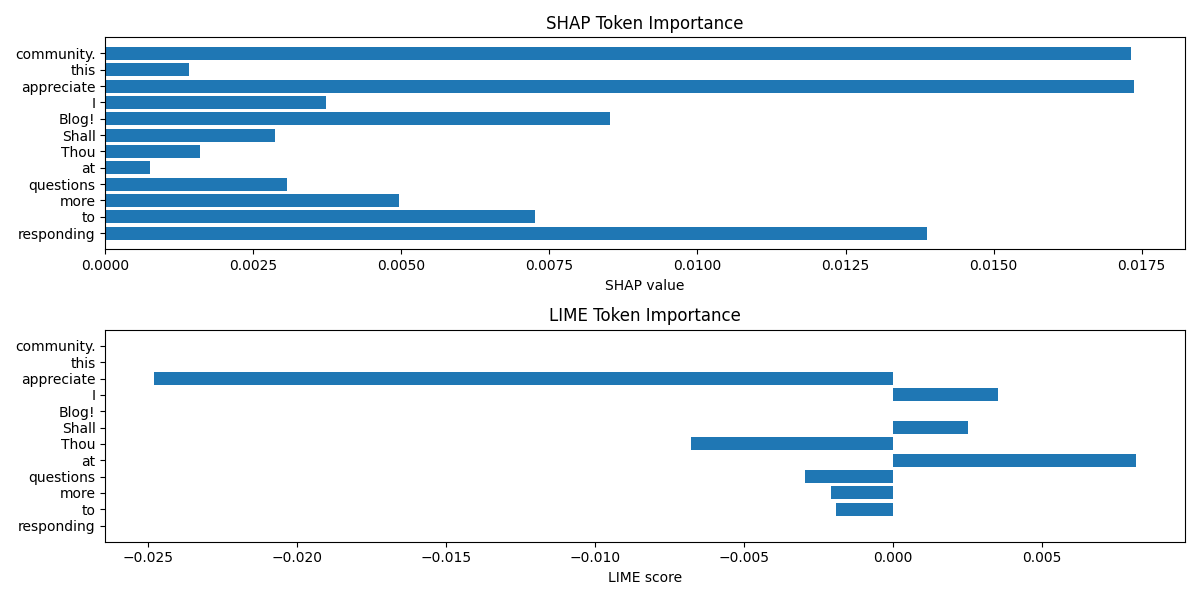 SHAP Token Importance
community.
this
appreciate
I
Blog!
Shall
Thou
at
questions
more
to
responding
0.0000 0.0025 0.0050 0.0075 0.0100 0.0125 0.0150 0.0175
SHAP value
LIME Token Importance
community.
this
appreciate
I
Blog!
Shall
Thou
at
questions
more
to
responding
−0.025 −0.020 −0.015 −0.010 −0.005 0.000 0.005
LIME score